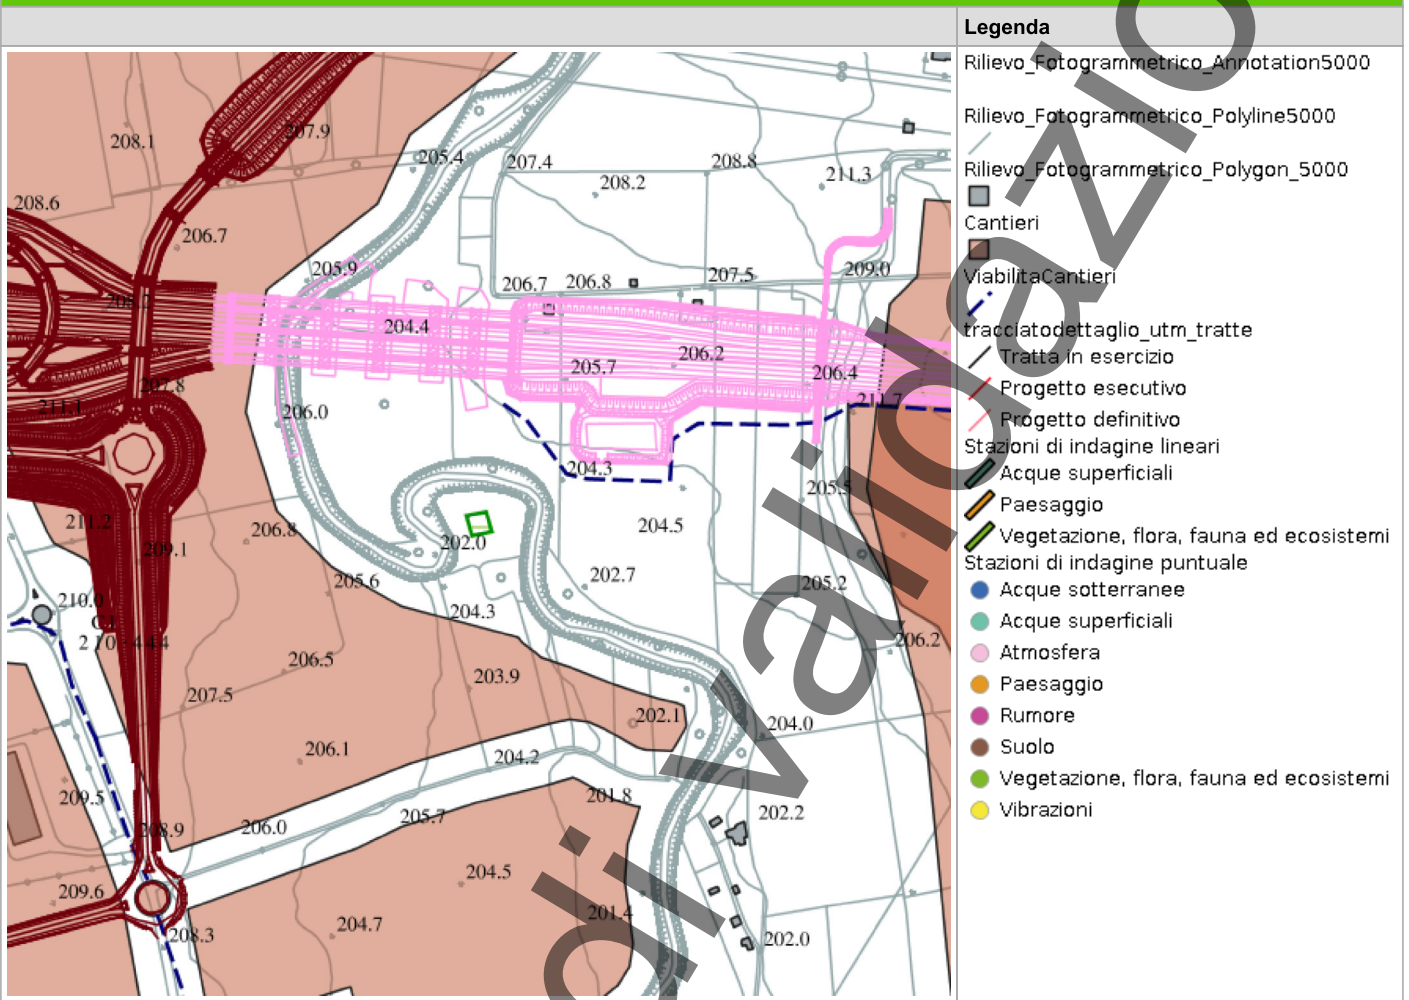 Legenda
Rilievo_Fotogrammetrico_Annotation5000
Rilievo_Fotogrammetrico_Polyline5000
Rilievo_Fotogrammetrico_Polygon_5000
Cantieri
ViabilitaCantieri
tracciatodettaglio_utm_tratte
Tratta in esercizio
Progetto esecutivo
Progetto definitivo
Stazioni di indagine lineari
Acque superficiali
Paesaggio
Vegetazione, flora, fauna ed ecosistemi
Stazioni di indagine puntuale
Acque sotterranee
Acque superficiali
Atmosfera
Paesaggio
Rumore
Suolo
Vegetazione, flora, fauna ed ecosistemi
Vibrazioni
208.1
207.9
205.4
207.4
208.8
208.2
211.3
208.6
206.7
205.9
206.7
206.8
207.5
209.0
204.4
205.7
206.2
206.4
207.8
211.1
206.0
211.7
204.3
205.5
211.2
206.8
204.5
209.1
202.0
205.6
202.7
205.2
210.0
204.3
206.2
206.5
203.9
207.5
202.1
204.0
206.1
204.2
209.5
201.8
202.2
208.9
206.0
205.7
209.6
204.5
201.4
204.7
208.3
202.0
di validazio